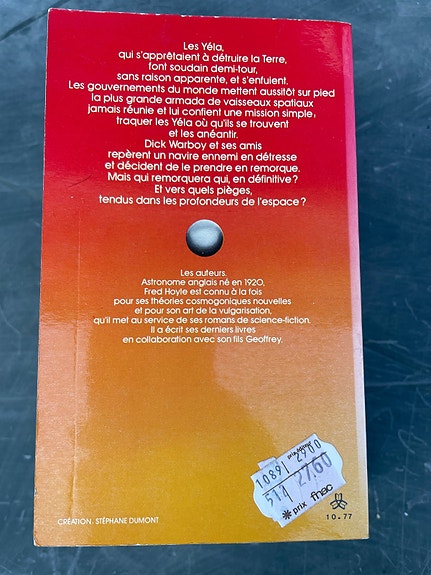 Les Yéla,
qui s'apprêtaient à détruire la Terre,
font soudain demi-tour,
sans raison apparente, et s'enfuient.
Les gouvernements du monde mettent aussitôt sur pied
la plus grande armada de vaisseaux spatiaux
jamais réunie et lui confient une mission simple:
traquer les Yéla où qu'ils se trouvent
et les anéantir.
Dick Warboy et ses amis
repèrent un navire ennemi en détresse
et décident de le prendre en remorque.
Mais qui remorquera qui, en définitive?
Et vers quels pièges,
tendus dans les profondeurs de l'espace?
Les auteurs.
Astronome anglais né en 1920,
Fred Hoyle est connu à la fois
pour ses théories cosmogoniques nouvelles
et pour son art de la vulgarisation,
qu'il met au service de ses romans de science-fiction.
Il a écrit ses derniers livres
en collaboration avec son fils Geoffrey.
prix éditeur
1089 2900
514 27,60
prix fnac
CRÉATION. STÉPHANE DUMONT
10.77